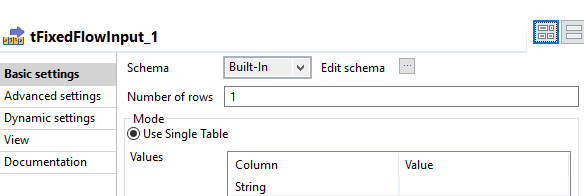 tFixedFlowInput_1
Basic settings
Advanced settings
Dynamic settings
View
Documentation
Schema Built-In Edit schema ...
Number of rows 1
Mode
Use Single Table
Values
Column Value
String